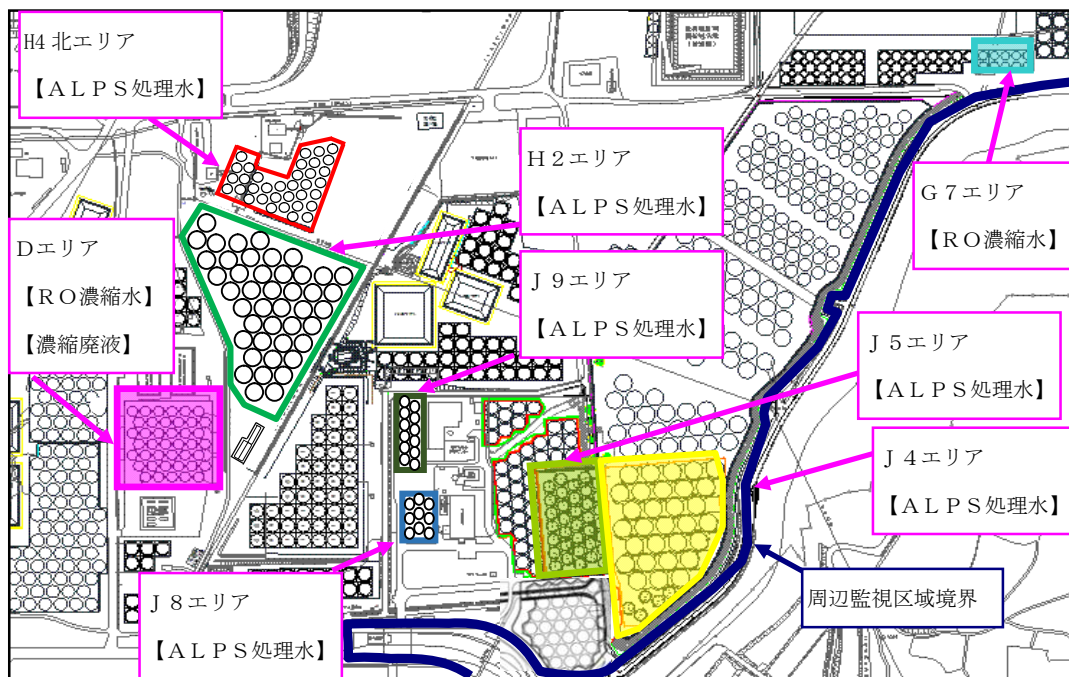 H4 北エリア
【ＡＬＰＳ処理水】
Ｈ２エリア
【ＡＬＰＳ処理水】
Ｇ７エリア
【ＲＯ濃縮水】
Ｄエリア
【ＲＯ濃縮水】
【濃縮廃液】
Ｊ９エリア
【ＡＬＰＳ処理水】
Ｊ５エリア
【ＡＬＰＳ処理水】
Ｊ４エリア
【ＡＬＰＳ処理水】
Ｊ８エリア
【ＡＬＰＳ処理水】
周辺監視区域境界